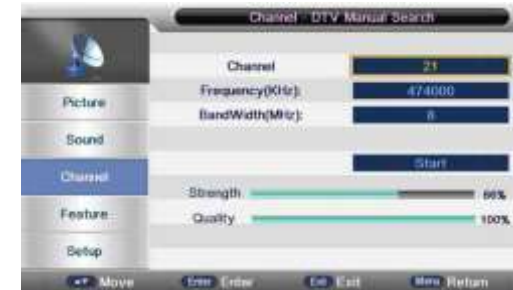 Channel - DTV Manual Search
Channel 21
Frequency(KHz): 474000
BandWidth(MHz): 8
Start
Strength 66%
Quality 100%
Picture
Sound
Channel
Feature
Setup
Move Enter Enter Exit Exit Menu Return